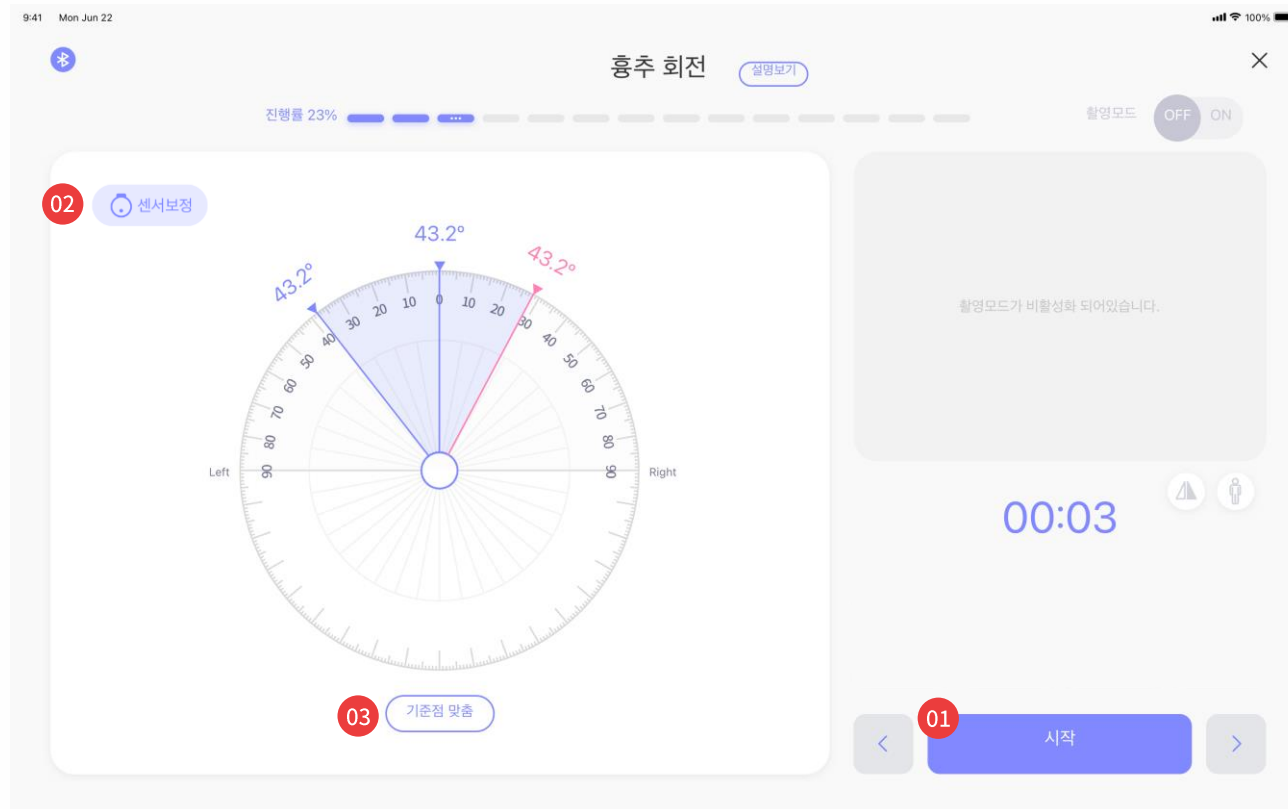 9:41 Mon Jun 22
100%
흉추 회전
설명보기
진행률 23%
촬영모드
OFF ON
02
센서보정
43.2º
43.2º
43.2º
90 80 70 60 50 40 30 20 10 0 10 20 30 40 50 60 70 80 90
Left
Right
촬영모드가 비활성화 되어있습니다.
00:03
03
기준점 맞춤
01
시작